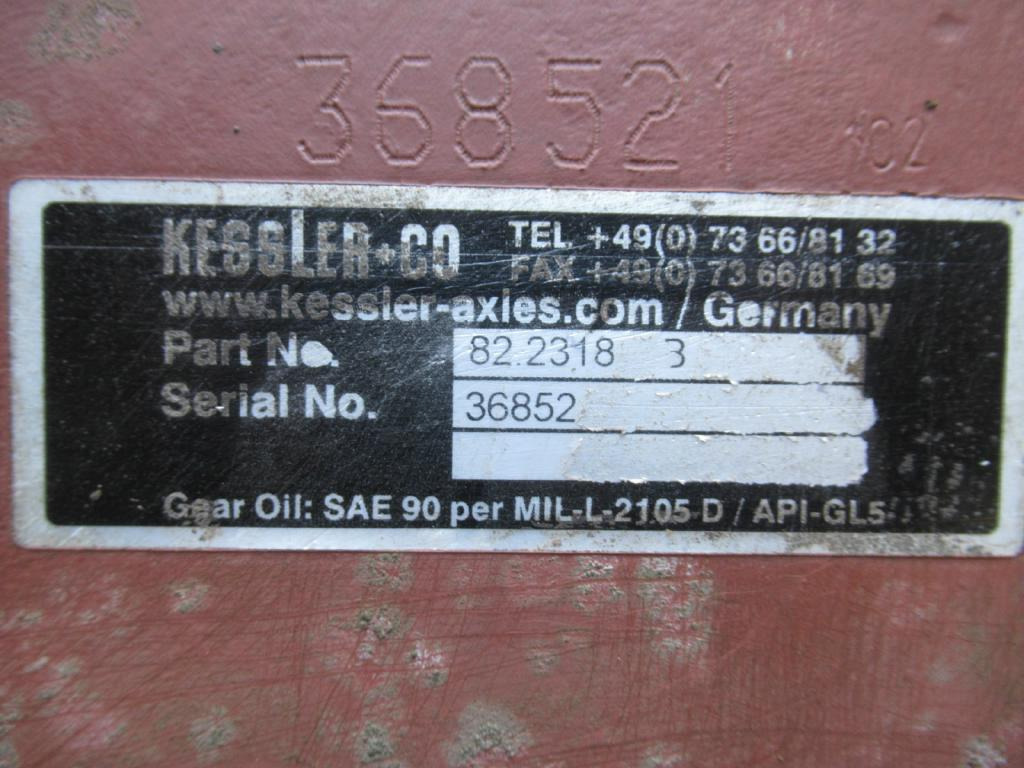 368521 C2
KESSLER+CO TEL. +49(0) 73 66/81 32
FAX +49(0) 73 66/81 69
www.kessler-axles.com / Germany
Part No. 82.2318 3
Serial No. 36852
Gear Oil: SAE 90 per MIL-L-2105 D / API-GL5